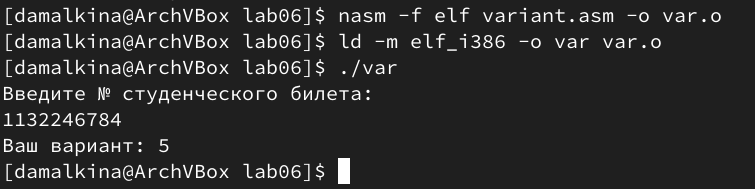 [damalkina@ArchVBox lab06]$ nasm -f elf variant.asm -o var.o
[damalkina@ArchVBox lab06]$ ld -m elf_i386 -o var var.o
[damalkina@ArchVBox lab06]$ ./var
Введите № студенческого билета:
1132246784
Ваш вариант: 5
[damalkina@ArchVBox lab06]$